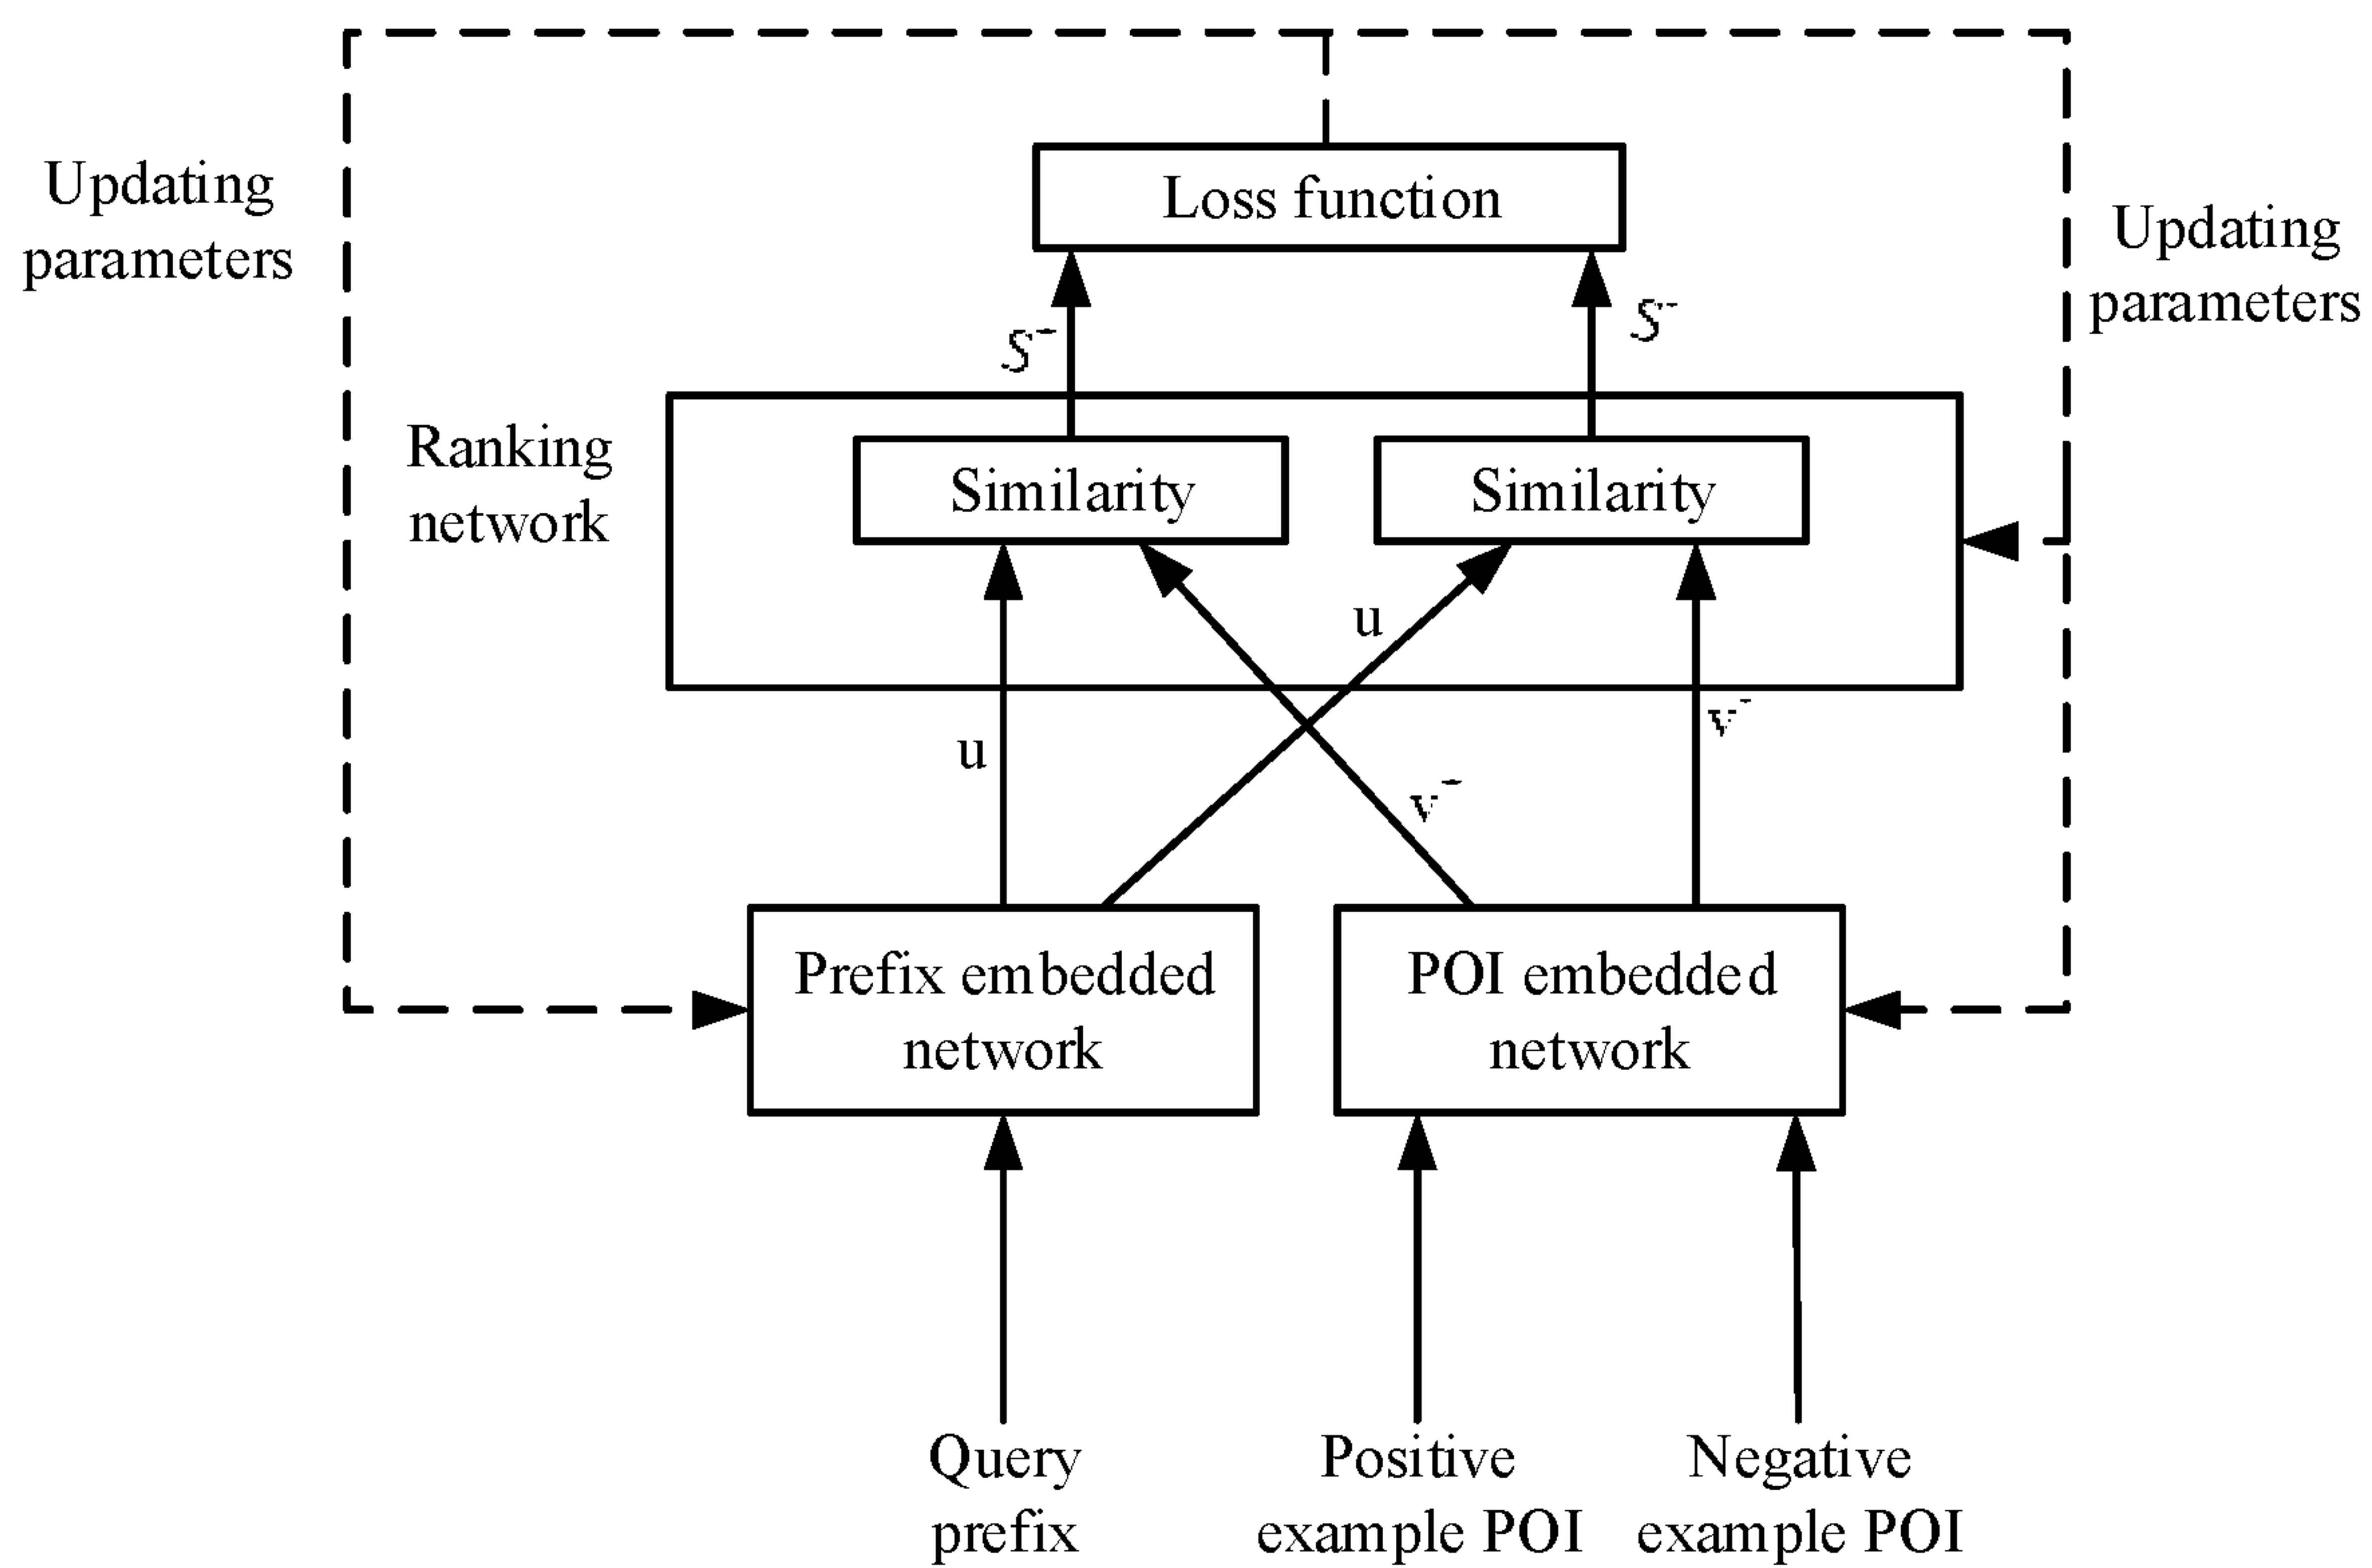 Loss function
Updating
parameters
Updating
parameters
S⁻
Ranking
network
Similarity
Similarity
u
u
v⁻
Prefix embedded
network
POI embedded
network
Query
prefix
Positive
example POI
Negative
example POI